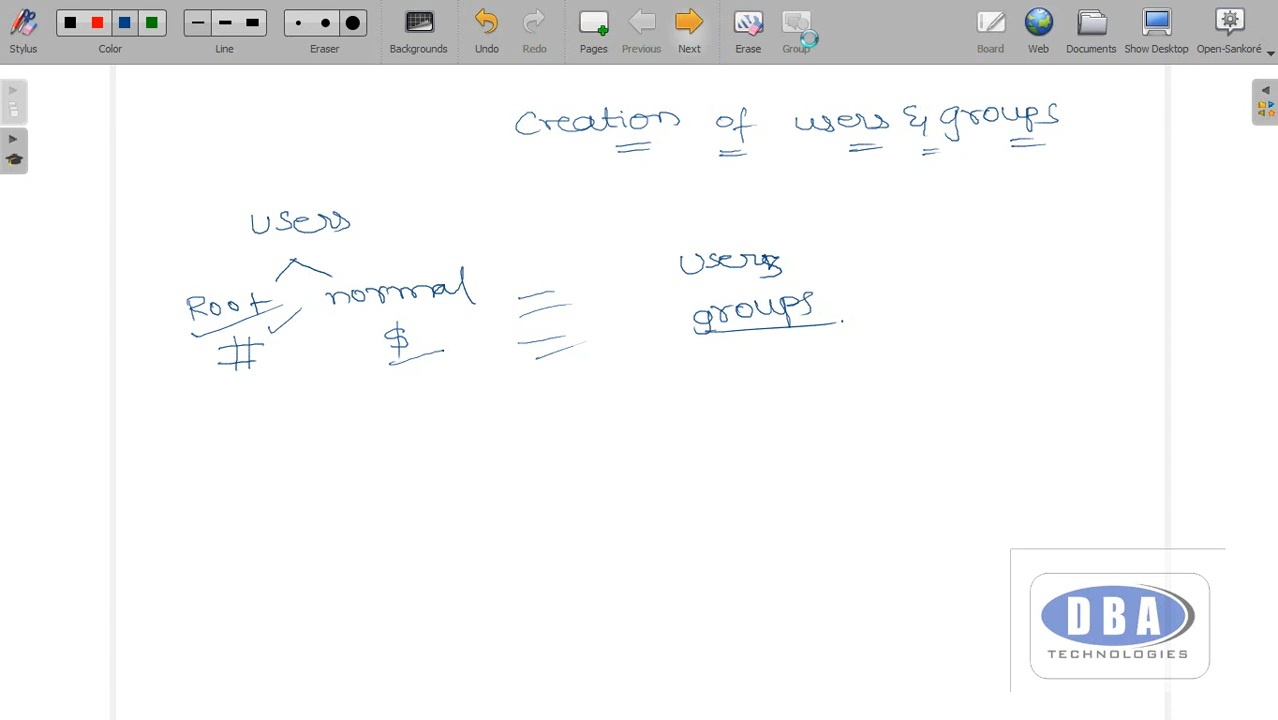 Stylus Color Line Eraser Backgrounds Undo Redo Pages Previous Next Erase Group Board Web Documents Show Desktop Open-Sankoré
Creation of users & groups
users
Root normal
# $
users
groups
DBA
TECHNOLOGIES